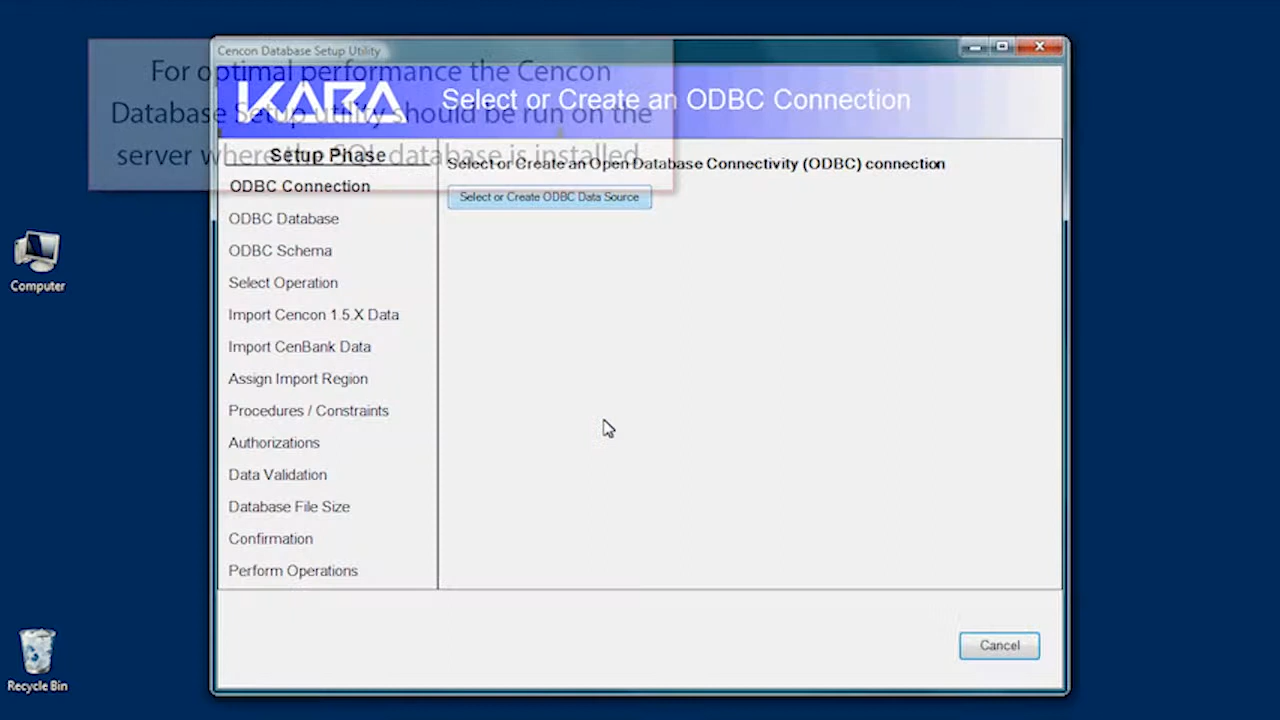 Cencon Database Setup Utility
For optimal performance the Cencon
Database Setup utility should be run on the
server where the SQL database is installed
KABA
Select or Create an ODBC Connection
Setup Phase
ODBC Connection
ODBC Database
ODBC Schema
Select Operation
Import Cencon 1.5.X Data
Import CenBank Data
Assign Import Region
Procedures / Constraints
Authorizations
Data Validation
Database File Size
Confirmation
Perform Operations
Select or Create an Open Database Connectivity (ODBC) connection
Select or Create ODBC Data Source
Cancel
Computer
Recycle Bin